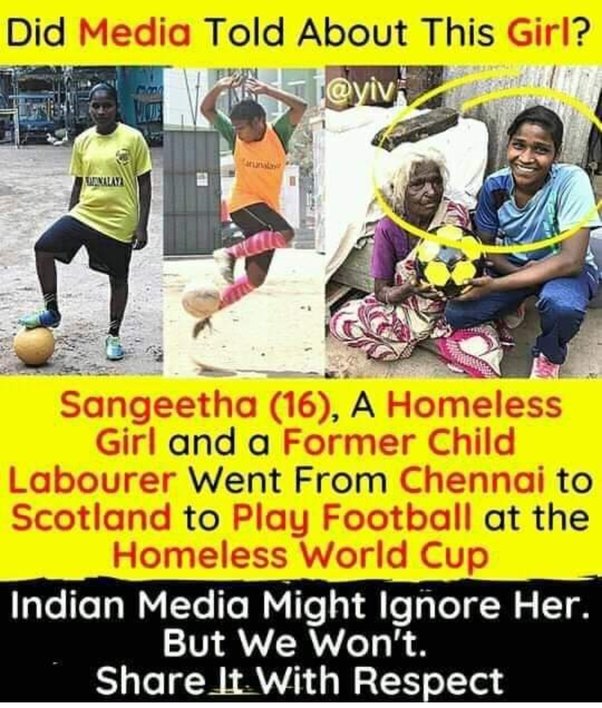 Did Media Told About This Girl?
@yiv
KARUNALAYA
arunalay
Sangeetha (16), A Homeless
Girl and a Former Child
Labourer Went From Chennai to
Scotland to Play Football at the
Homeless World Cup
Indian Media Might Ignore Her.
But We Won't.
Share It With Respect